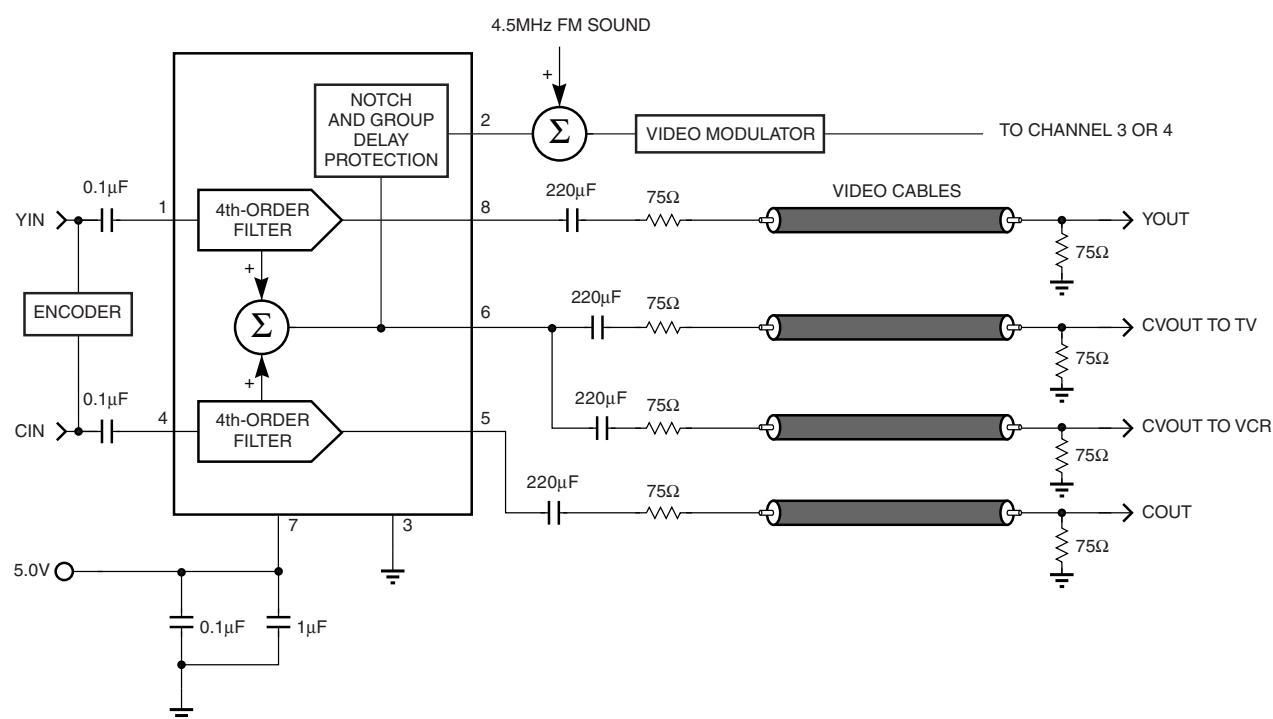 4.5MHz FM SOUND
+
NOTCH
AND GROUP
DELAY
PROTECTION
2
Σ
VIDEO MODULATOR
TO CHANNEL 3 OR 4
0.1μF
220μF
75Ω
VIDEO CABLES
YIN
1
4th-ORDER
FILTER
8
YOUT
75Ω
+
ENCODER
Σ
6
220μF
75Ω
CVOUT TO TV
75Ω
+
0.1μF
220μF
75Ω
CIN
4
4th-ORDER
FILTER
5
CVOUT TO VCR
75Ω
220μF
75Ω
COUT
7
3
75Ω
5.0V
0.1μF
1μF